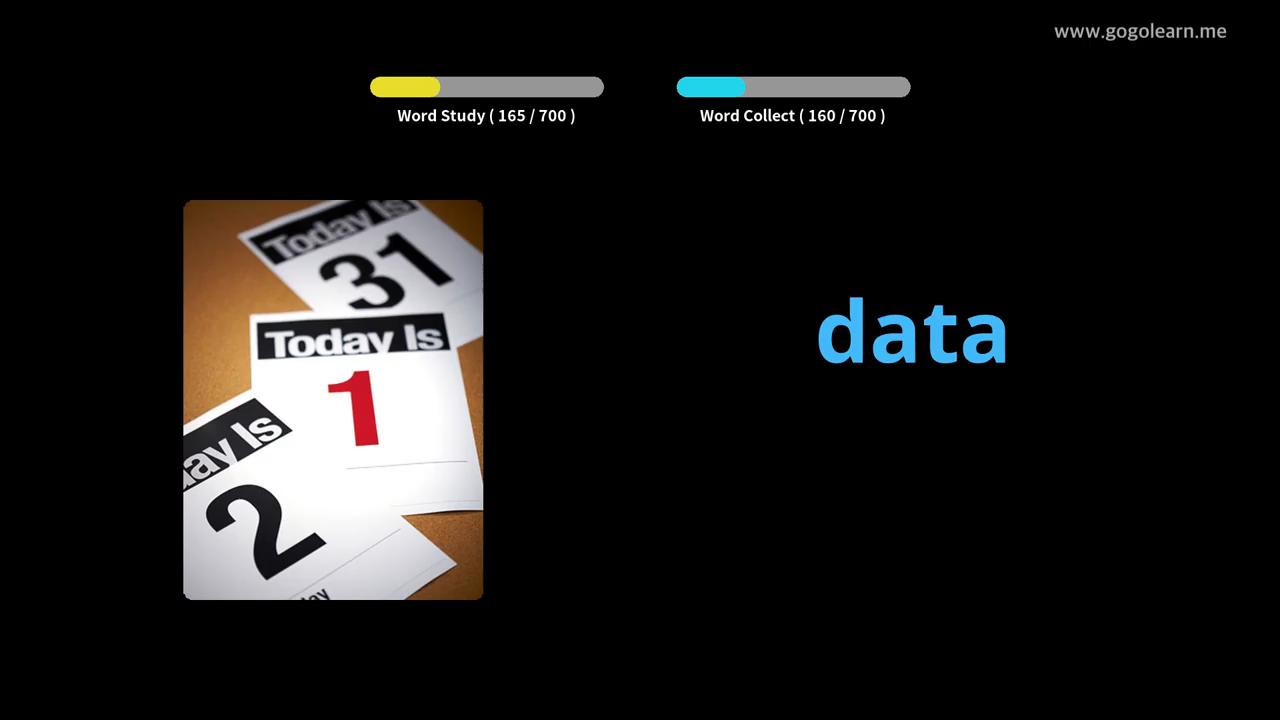 www.gogolearn.me
Word Study ( 165 / 700 )
Word Collect ( 160 / 700 )
Today Is
31
Today Is
1
ay Is
2
data